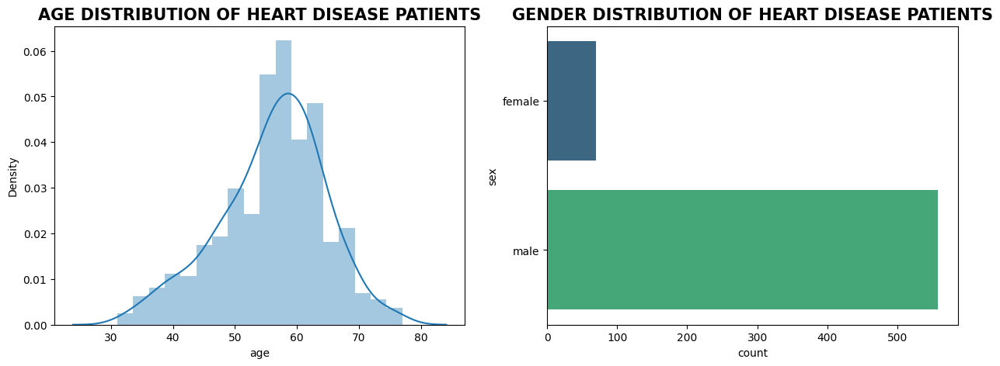 AGE DISTRIBUTION OF HEART DISEASE PATIENTS
0.06
0.05
0.04
0.03
0.02
0.01
0.00
Density
30 40 50 60 70 80
age
GENDER DISTRIBUTION OF HEART DISEASE PATIENTS
female
male
sex
0 100 200 300 400 500
count